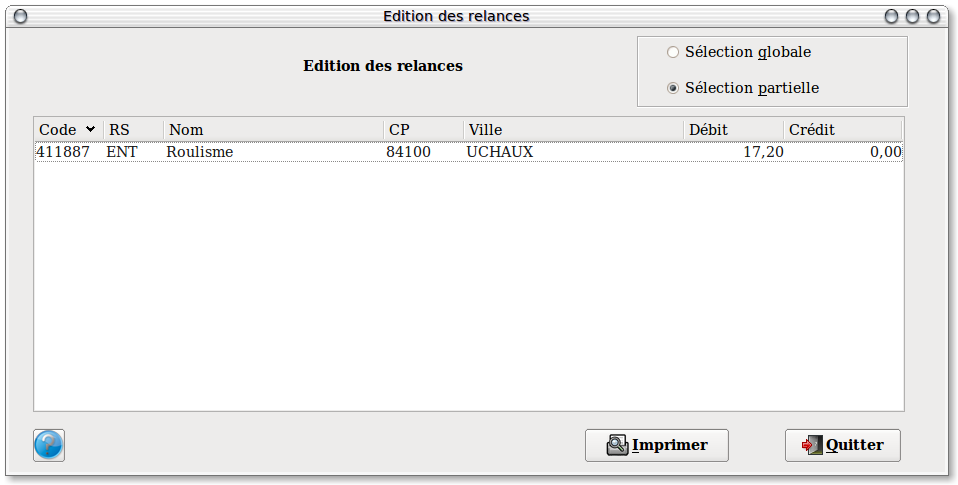 Edition des relances
Edition des relances
Sélection globale
Sélection partielle
Code RS Nom CP Ville Débit Crédit
411887 ENT Roulisme 84100 UCHAUX 17,20 0,00
Imprimer Quitter